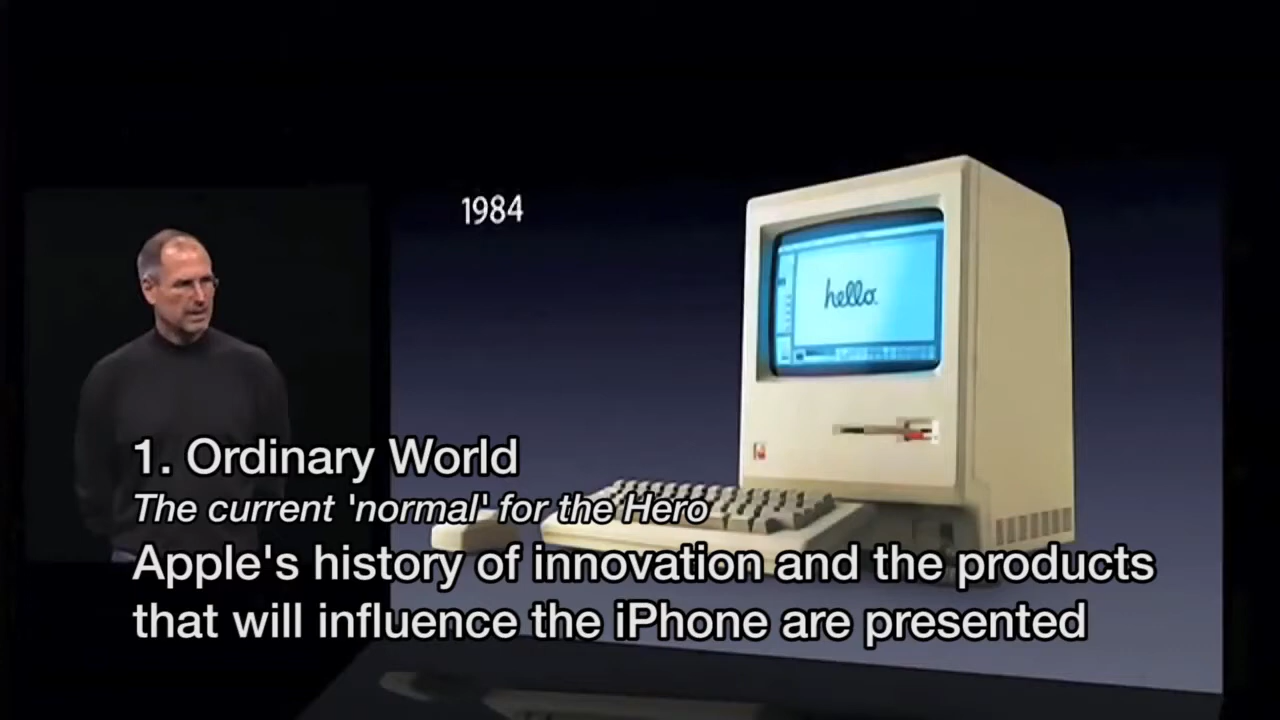 1984
hello.
1. Ordinary World
The current 'normal' for the Hero
Apple's history of innovation and the products
that will influence the iPhone are presented